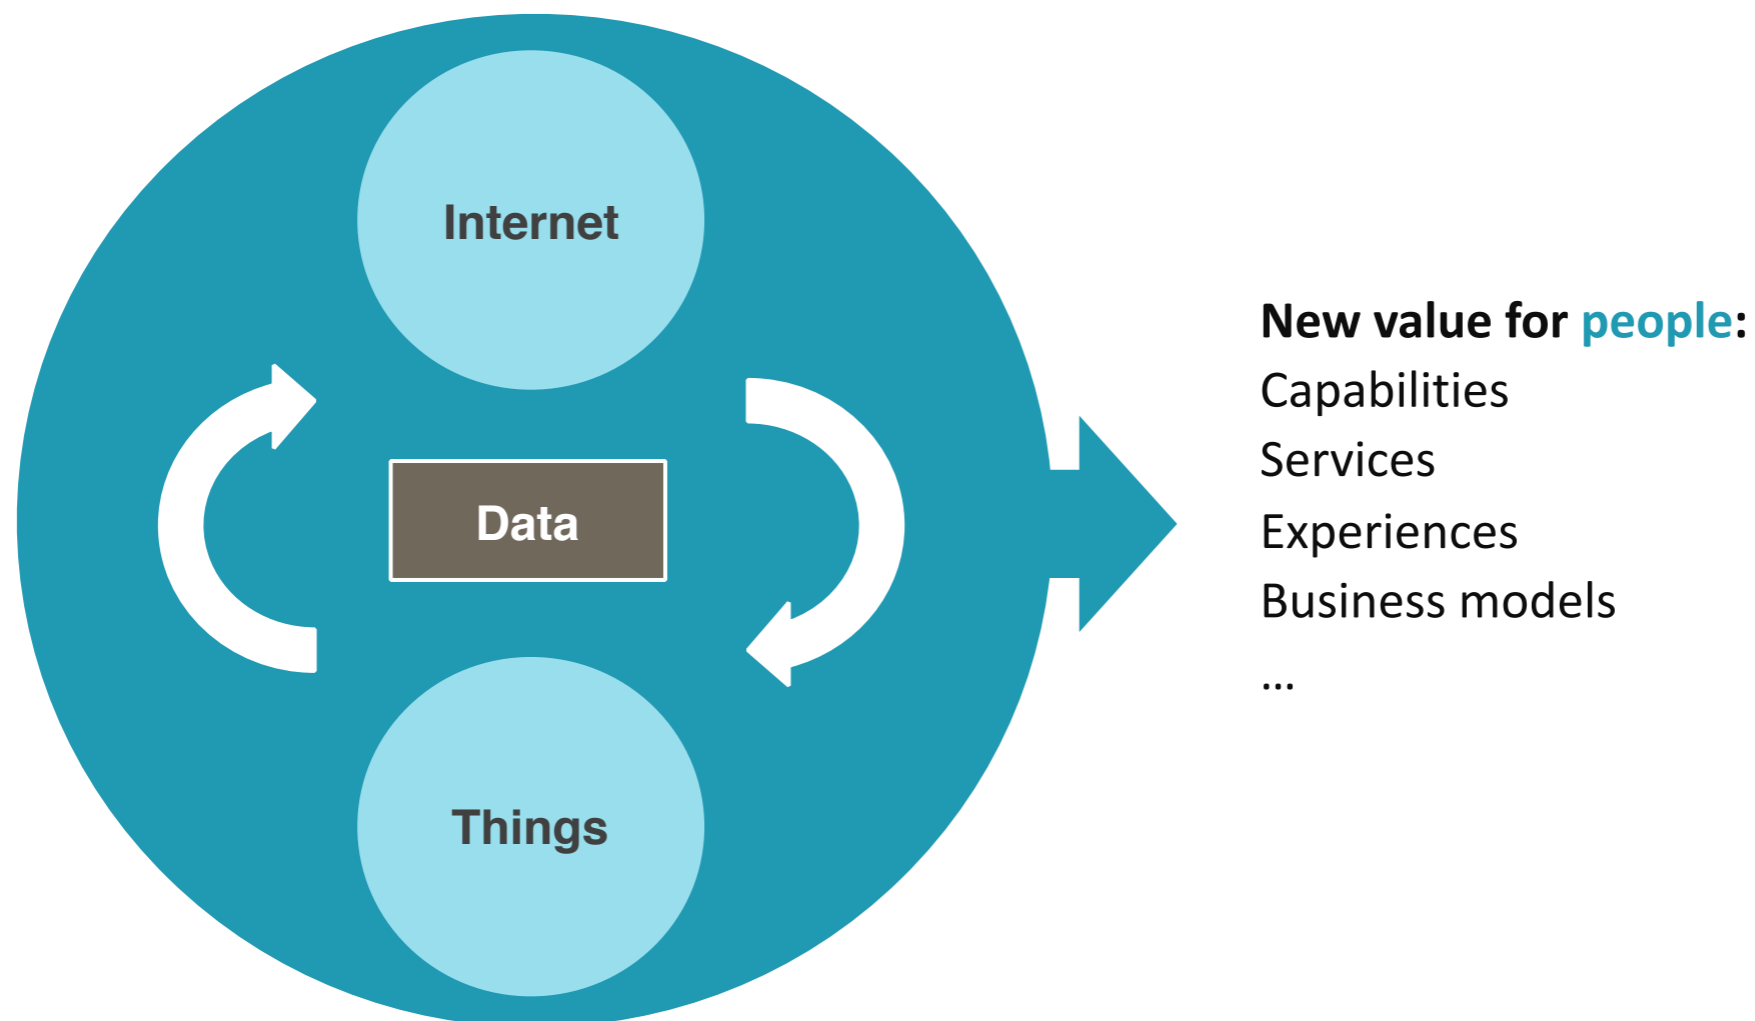 Internet
Data
Things
New value for people:
Capabilities
Services
Experiences
Business models
...